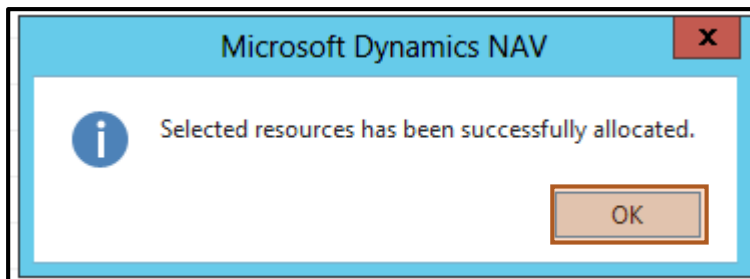 Microsoft Dynamics NAV
x
i
Selected resources has been successfully allocated.
OK